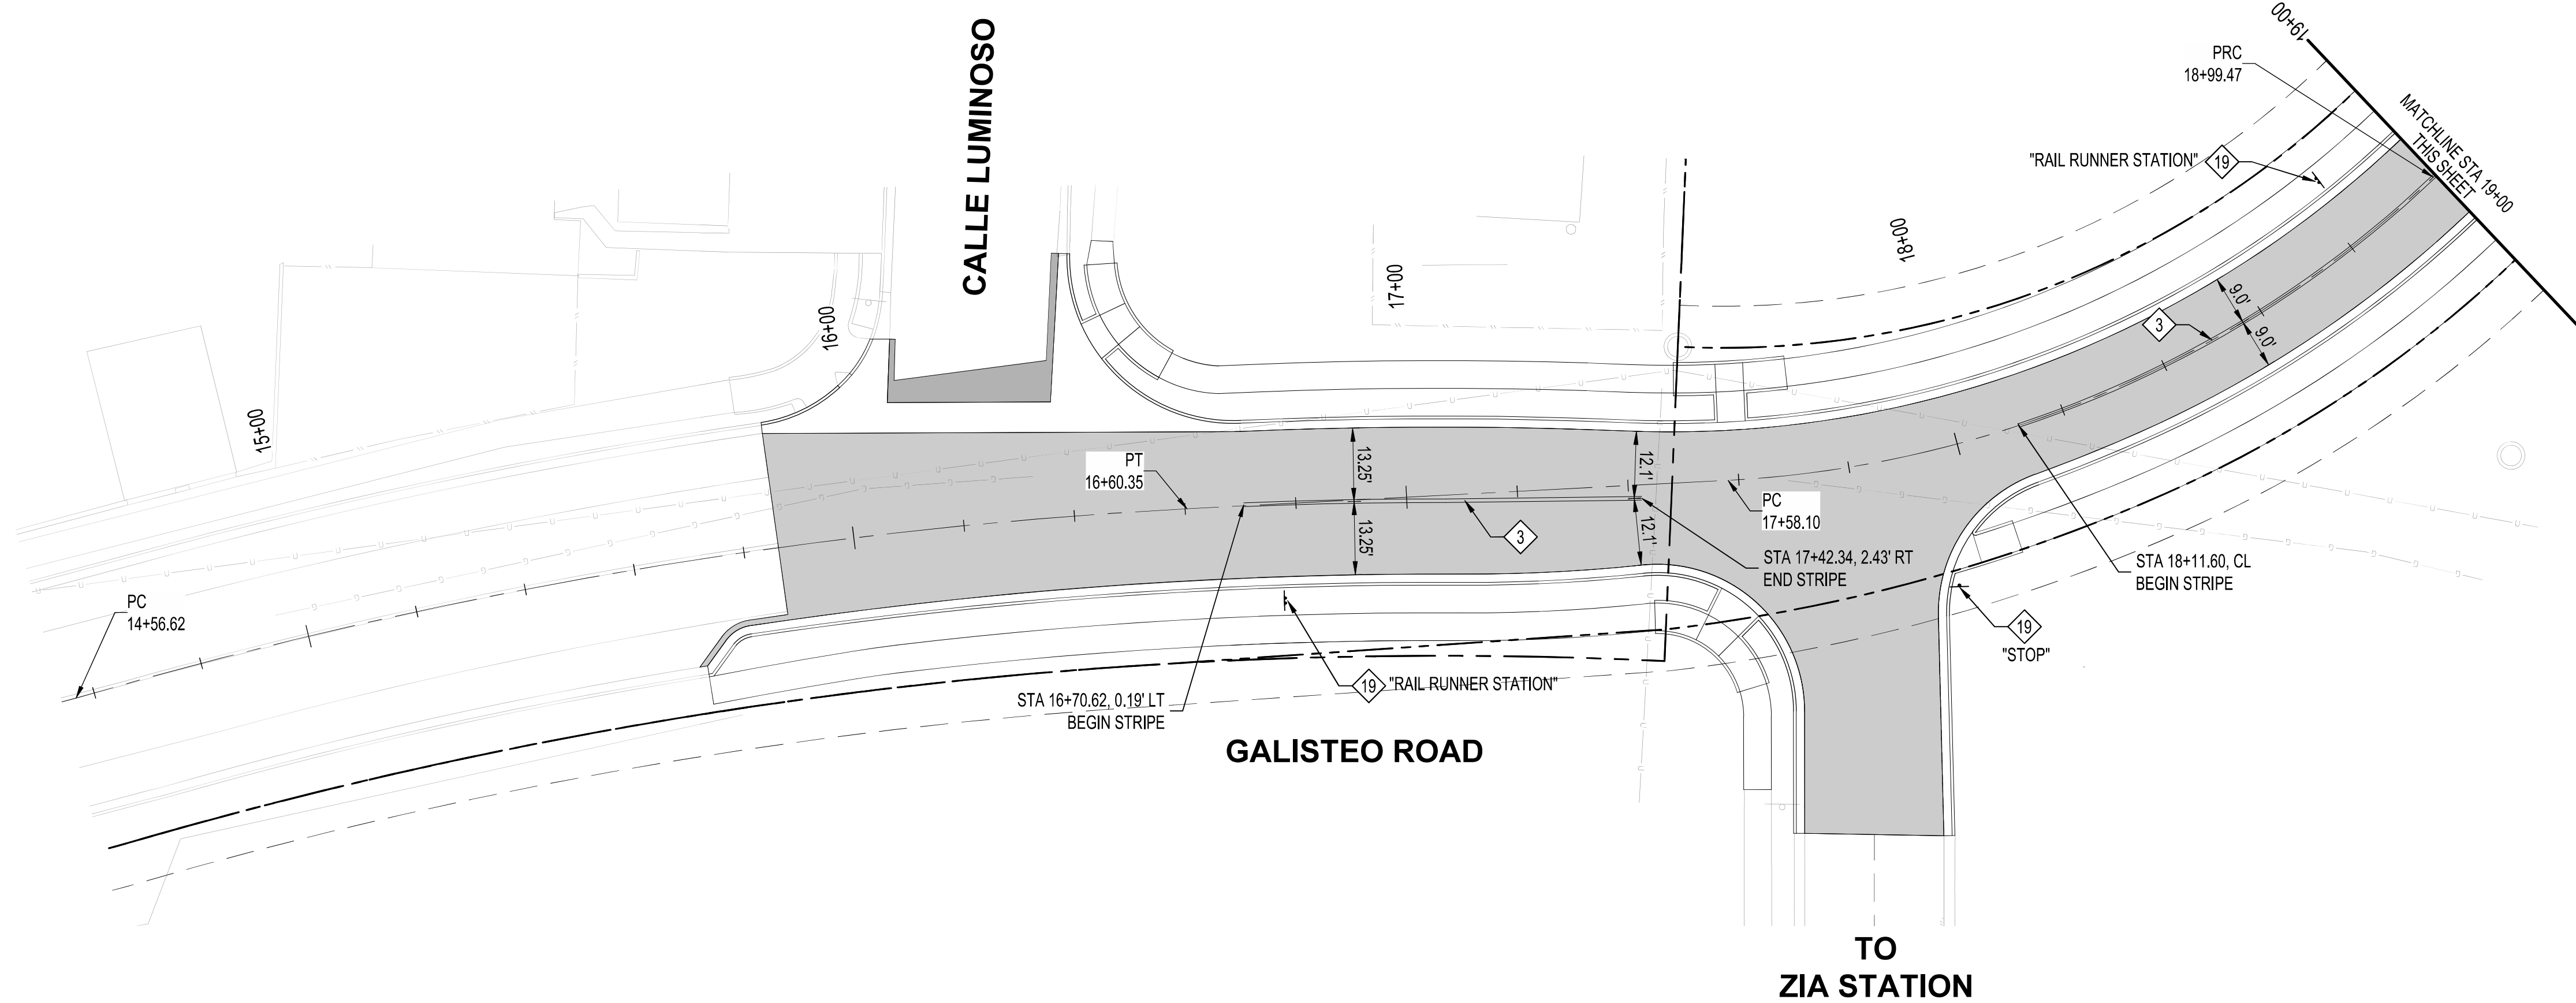 CALLE LUMINOSO
19+00
PRC
18+99.47
MATCHLINE STA 19+00
THIS SHEET
"RAIL RUNNER STATION"
19
18+00
17+00
16+00
15+00
9.0'
9.0'
3
13.25'
13.25'
12.1'
12.1'
PT
16+60.35
3
PC
17+58.10
STA 17+42.34, 2.43' RT
END STRIPE
STA 18+11.60, CL
BEGIN STRIPE
PC
14+56.62
19
"STOP"
19
"RAIL RUNNER STATION"
STA 16+70.62, 0.19' LT
BEGIN STRIPE
GALISTEO ROAD
TO
ZIA STATION